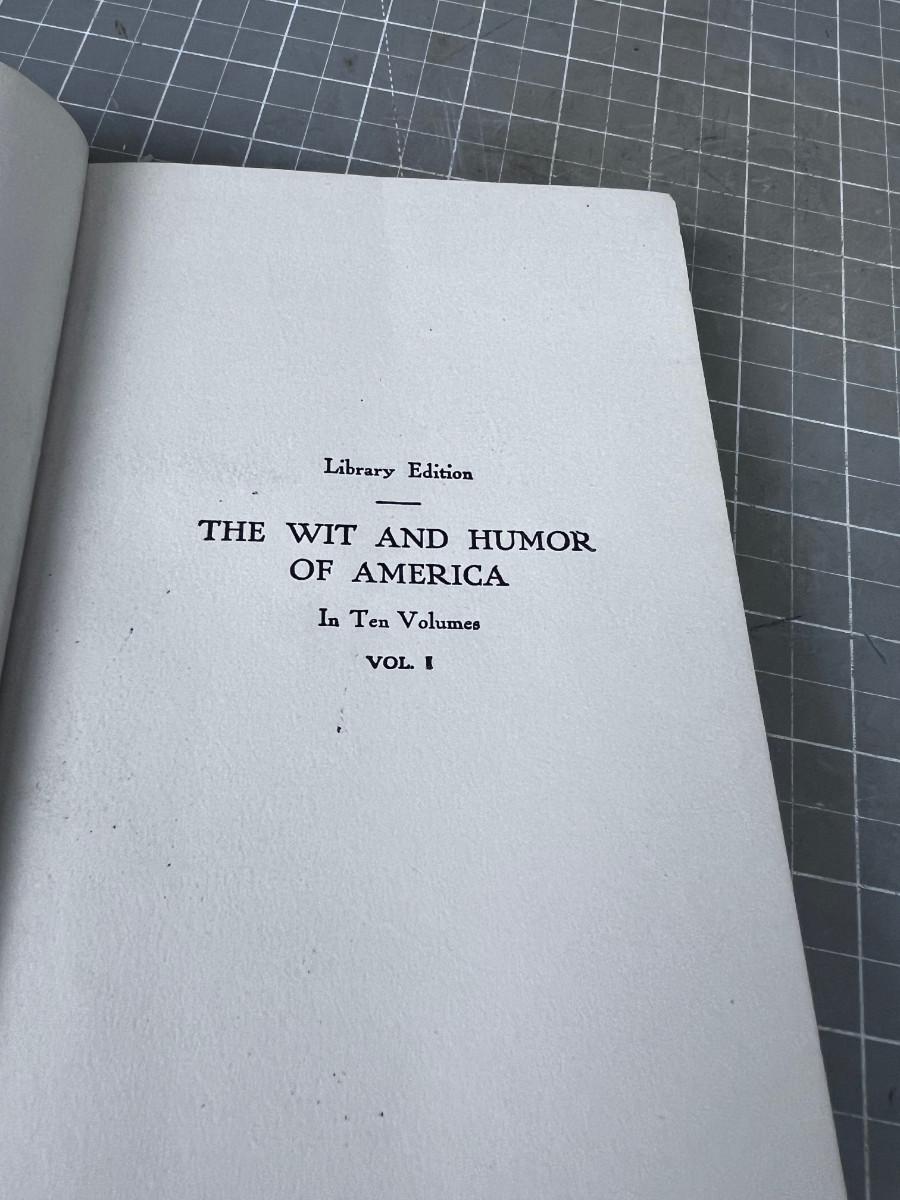 Library Edition
THE WIT AND HUMOR
OF AMERICA
In Ten Volumes
VOL. I